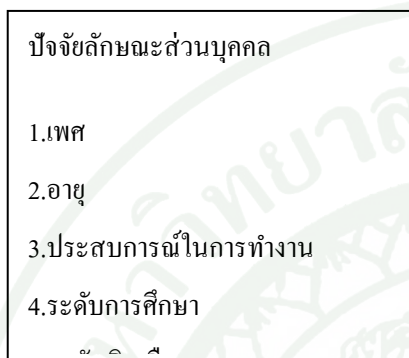 ปัจจัยลักษณะส่วนบุคคล
1.เพศ
2.อายุ
3.ประสบการณ์ในการทำงาน
4.ระดับการศึกษา